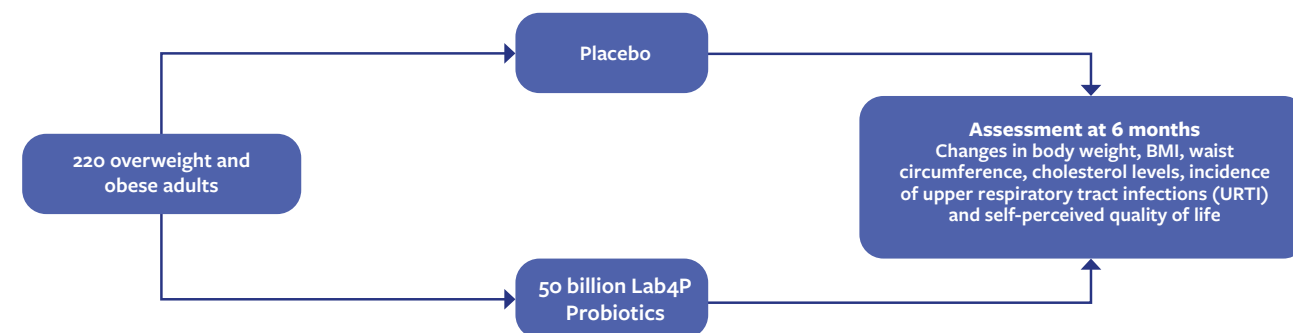 Placebo
220 overweight and
obese adults
Assessment at 6 months
Changes in body weight, BMI, waist
circumference, cholesterol levels, incidence
of upper respiratory tract infections (URTI)
and self-perceived quality of life
50 billion Lab4P
Probiotics